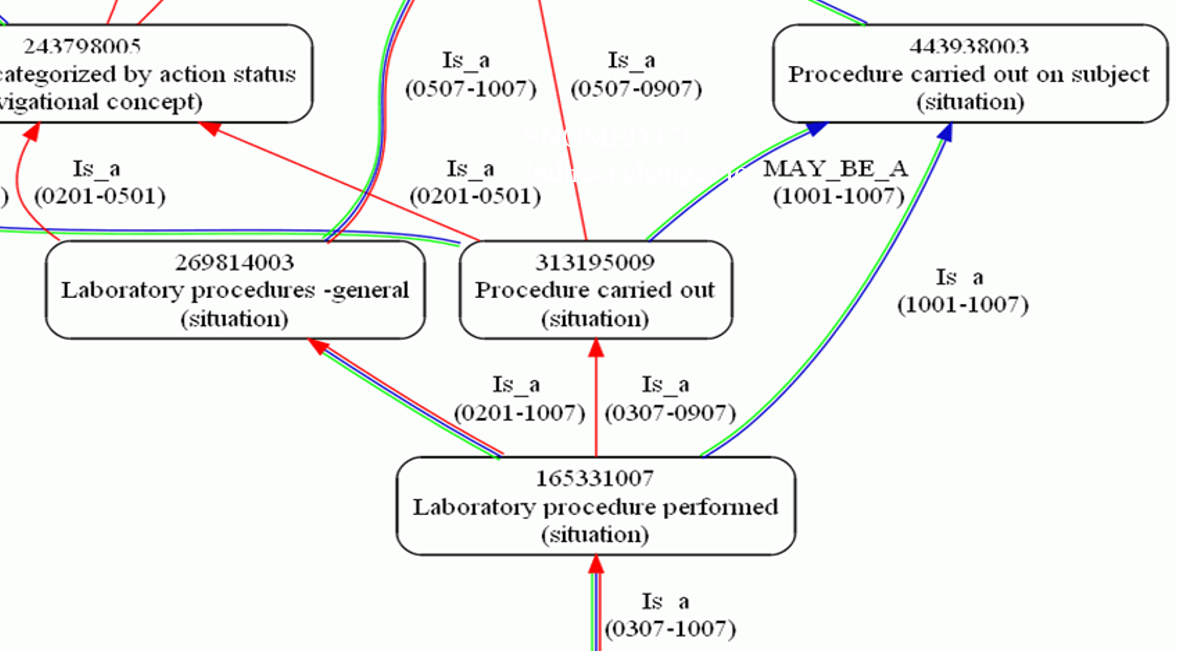 243798005
categorized by action status
vigational concept)
Is_a
(0507-1007)
Is_a
(0507-0907)
443938003
Procedure carried out on subject
(situation)
)
Is_a
(0201-0501)
Is_a
(0201-0501)
MAY_BE_A
(1001-1007)
269814003
Laboratory procedures -general
(situation)
313195009
Procedure carried out
(situation)
Is a
(1001-1007)
Is_a
(0201-1007)
Is_a
(0307-0907)
165331007
Laboratory procedure performed
(situation)
Is a
(0307-1007)